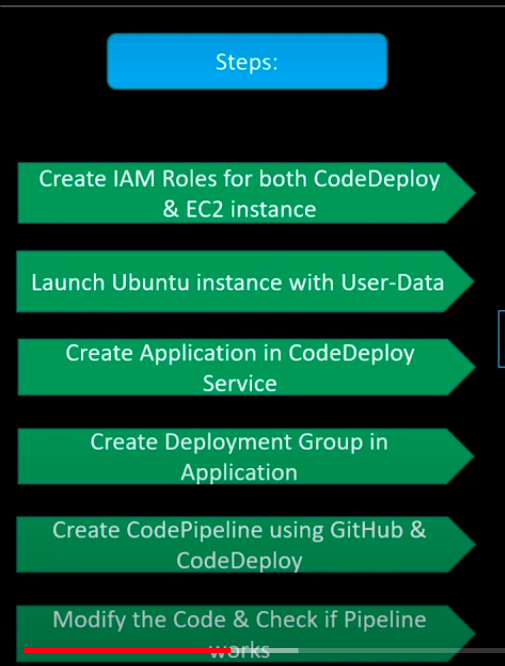 Steps:
Create IAM Roles for both CodeDeploy
& EC2 instance
Launch Ubuntu instance with User-Data
Create Application in CodeDeploy
Service
Create Deployment Group in
Application
Create CodePipeline using GitHub &
CodeDeploy
Modify the Code & Check if Pipeline
works